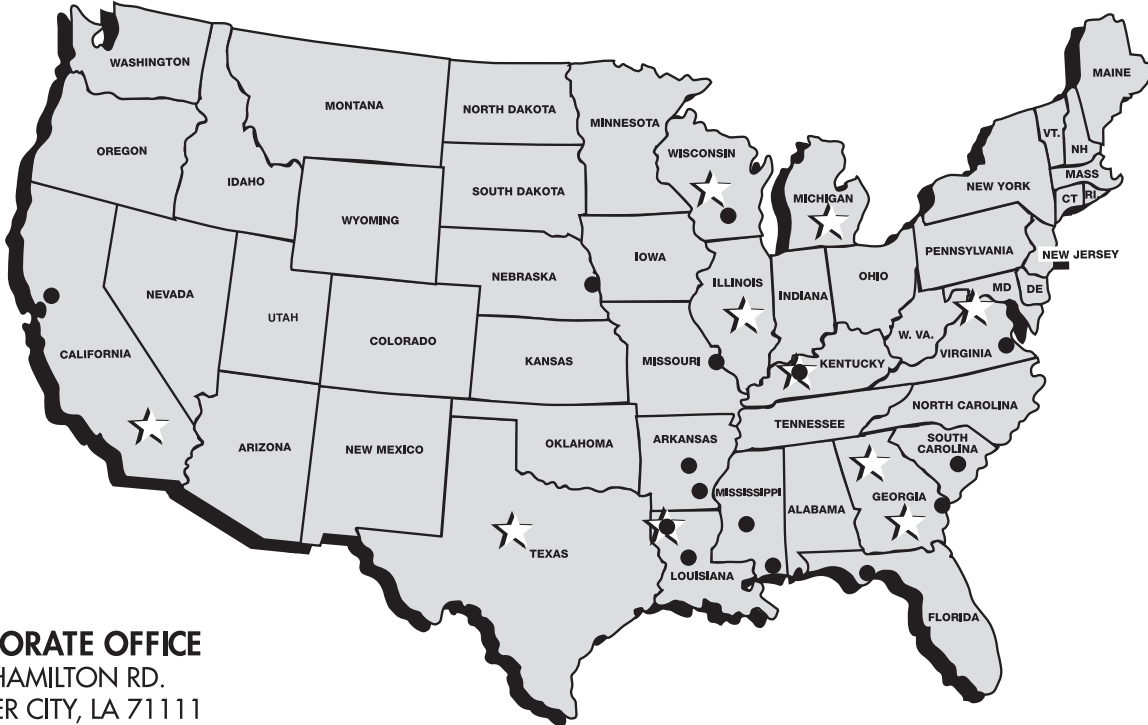 WASHINGTON
MONTANA
NORTH DAKOTA
MINNESOTA
MAINE
OREGON
IDAHO
WYOMING
SOUTH DAKOTA
WISCONSIN
MICHIGAN
NEW YORK
VT.
NH
MASS
CT
RI
NEVADA
UTAH
COLORADO
NEBRASKA
IOWA
ILLINOIS
INDIANA
OHIO
PENNSYLVANIA
NEW JERSEY
MD
DE
CALIFORNIA
KANSAS
MISSOURI
KENTUCKY
W. VA.
VIRGINIA
ARIZONA
NEW MEXICO
OKLAHOMA
ARKANSAS
TENNESSEE
NORTH CAROLINA
SOUTH
CAROLINA
TEXAS
LOUISIANA
MISSISSIPPI
ALABAMA
GEORGIA
FLORIDA
ORATE OFFICE
HAMILTON RD.
ER CITY, LA 71111